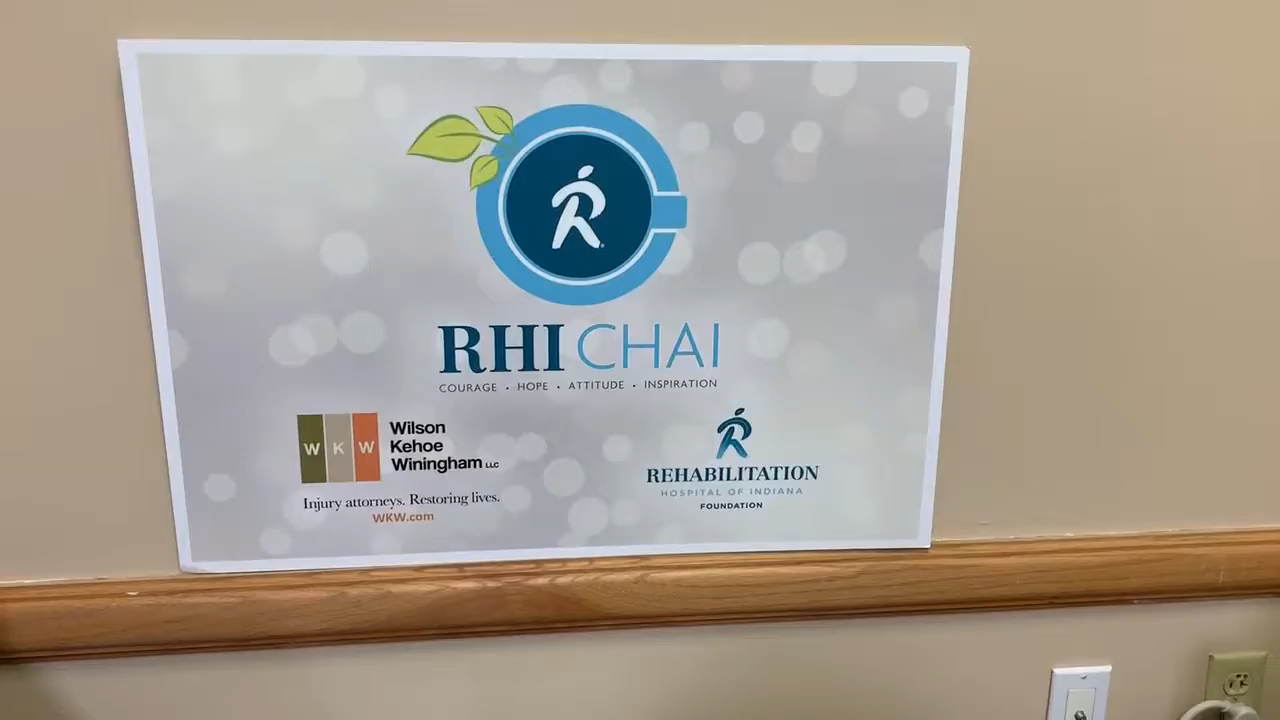 RHI CHAI
COURAGE • HOPE • ATTITUDE • INSPIRATION
W K W
Wilson
Kehoe
Winingham LLC
Injury attorneys. Restoring lives.
WKW.com
REHABILITATION
HOSPITAL OF INDIANA
FOUNDATION